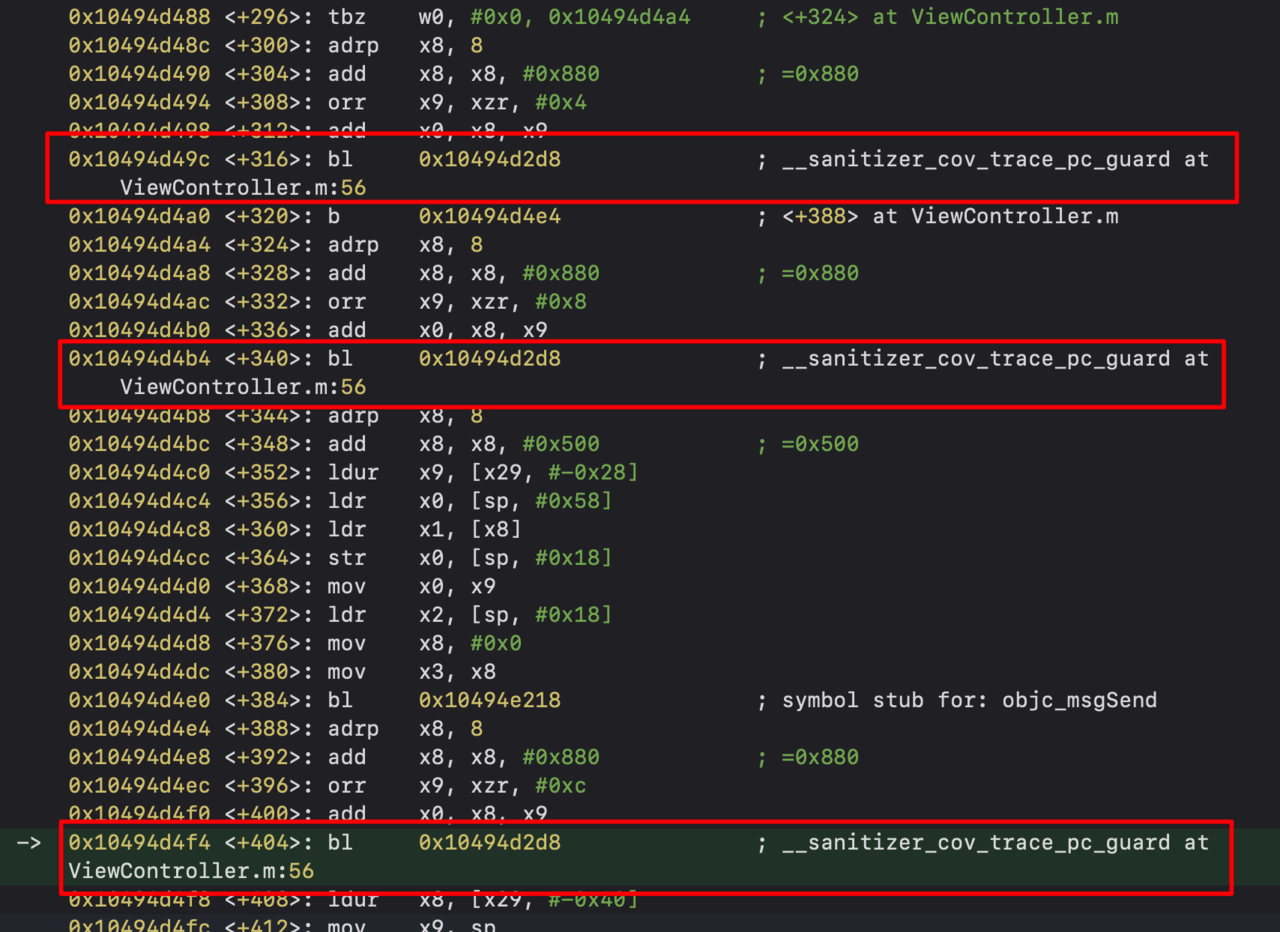 0x10494d488 <+296>: tbz    w0, #0x0, 0x10494d4a4     ; <+324> at ViewController.m
0x10494d48c <+300>: adrp   x8, 8
0x10494d490 <+304>: add    x8, x8, #0x880            ; =0x880
0x10494d494 <+308>: orr    x9, xzr, #0x4
0x10494d498 <+312>: add    x0, x8, x9
0x10494d49c <+316>: bl     0x10494d2d8               ; __sanitizer_cov_trace_pc_guard at
ViewController.m:56
0x10494d4a0 <+320>: b      0x10494d4e4               ; <+388> at ViewController.m
0x10494d4a4 <+324>: adrp   x8, 8
0x10494d4a8 <+328>: add    x8, x8, #0x880            ; =0x880
0x10494d4ac <+332>: orr    x9, xzr, #0x8
0x10494d4b0 <+336>: add    x0, x8, x9
0x10494d4b4 <+340>: bl     0x10494d2d8               ; __sanitizer_cov_trace_pc_guard at
ViewController.m:56
0x10494d4b8 <+344>: adrp   x8, 8
0x10494d4bc <+348>: add    x8, x8, #0x500            ; =0x500
0x10494d4c0 <+352>: ldur   x9, [x29, #-0x28]
0x10494d4c4 <+356>: ldr    x0, [sp, #0x58]
0x10494d4c8 <+360>: ldr    x1, [x8]
0x10494d4cc <+364>: str    x0, [sp, #0x18]
0x10494d4d0 <+368>: mov    x0, x9
0x10494d4d4 <+372>: ldr    x2, [sp, #0x18]
0x10494d4d8 <+376>: mov    x8, #0x0
0x10494d4dc <+380>: mov    x3, x8
0x10494d4e0 <+384>: bl     0x10494e218               ; symbol stub for: objc_msgSend
0x10494d4e4 <+388>: adrp   x8, 8
0x10494d4e8 <+392>: add    x8, x8, #0x880            ; =0x880
0x10494d4ec <+396>: orr    x9, xzr, #0xc
0x10494d4f0 <+400>: add    x0, x8, x9
-> 0x10494d4f4 <+404>: bl     0x10494d2d8               ; __sanitizer_cov_trace_pc_guard at
ViewController.m:56
0x10494d4f8 <+408>: ldur   x8, [x29, #-0x40]
0x10494d4fc <+412>: mov    x9, sp